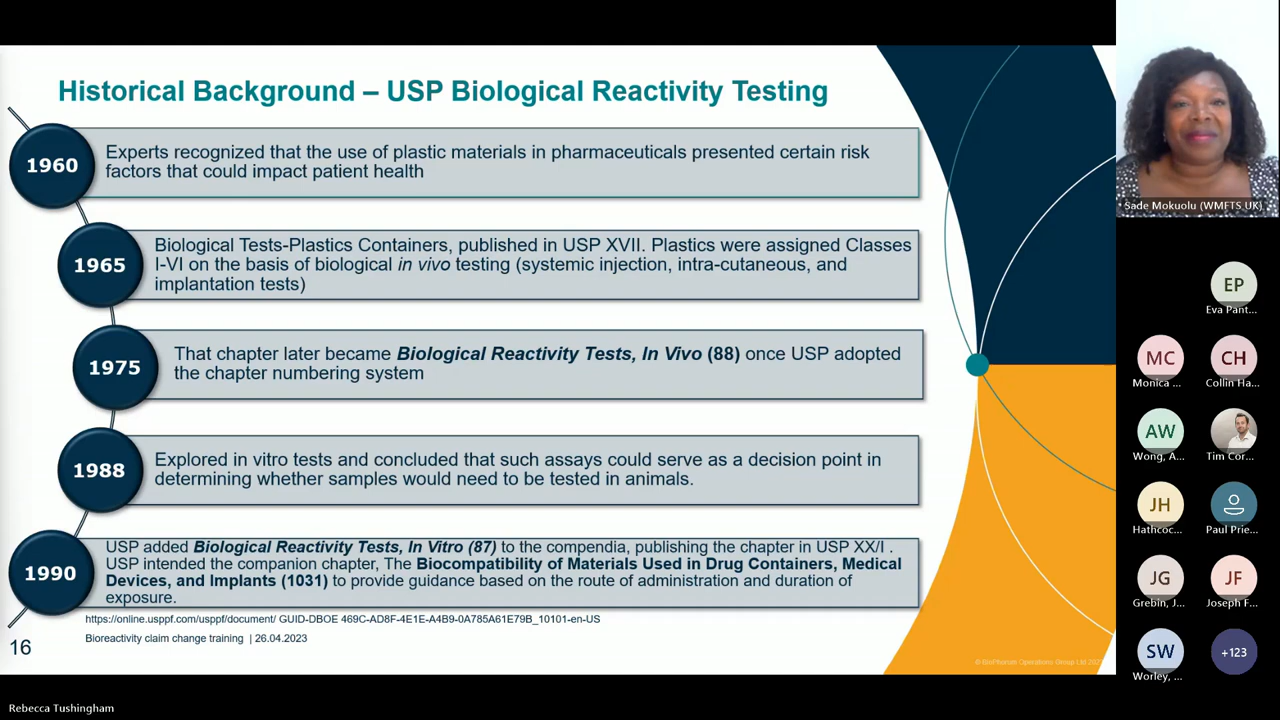 Historical Background – USP Biological Reactivity Testing
1960
Experts recognized that the use of plastic materials in pharmaceuticals presented certain risk
factors that could impact patient health
1965
Biological Tests-Plastics Containers, published in USP XVII. Plastics were assigned Classes
I-VI on the basis of biological in vivo testing (systemic injection, intra-cutaneous, and
implantation tests)
1975
That chapter later became Biological Reactivity Tests, In Vivo (88) once USP adopted
the chapter numbering system
1988
Explored in vitro tests and concluded that such assays could serve as a decision point in
determining whether samples would need to be tested in animals.
1990
USP added Biological Reactivity Tests, In Vitro (87) to the compendia, publishing the chapter in USP XX/I .
USP intended the companion chapter, The Biocompatibility of Materials Used in Drug Containers, Medical
Devices, and Implants (1031) to provide guidance based on the route of administration and duration of
exposure.
https://online.usppf.com/usppf/document/ GUID-DBOE 469C-AD8F-4E1E-A4B9-0A785A61E79B_10101-en-US
16
Bioreactivity claim change training | 26.04.2023
© BioPhorum Operations Group Ltd
Sade Mokuolu (WMFTS,UK)
EP
Eva Pant...
MC
Monica ...
CH
Collin Ha...
AW
Wong, A...
Tim Cor...
JH
Hathcoc...
Paul Prie...
JG
Grebin, J...
JF
Joseph F...
SW
Worley, ...
+123
Rebecca Tushingham